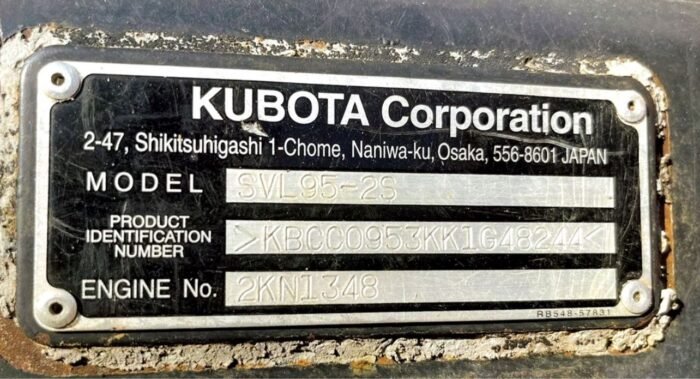 KUBOTA Corporation
2-47, Shikitsuhigashi 1-Chome, Naniwa-ku, Osaka, 556-8601 JAPAN
MODEL SVL95-2S
PRODUCT
IDENTIFICATION
NUMBER >KBCC0953KK1G48244<
ENGINE No. 2KN1348
RB548-57831